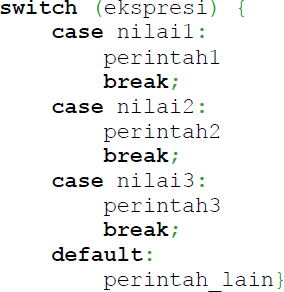 switch (ekspresi) {
    case nilai1:
        perintah1
        break;
    case nilai2:
        perintah2
        break;
    case nilai3:
        perintah3
        break;
    default:
        perintah_lain}